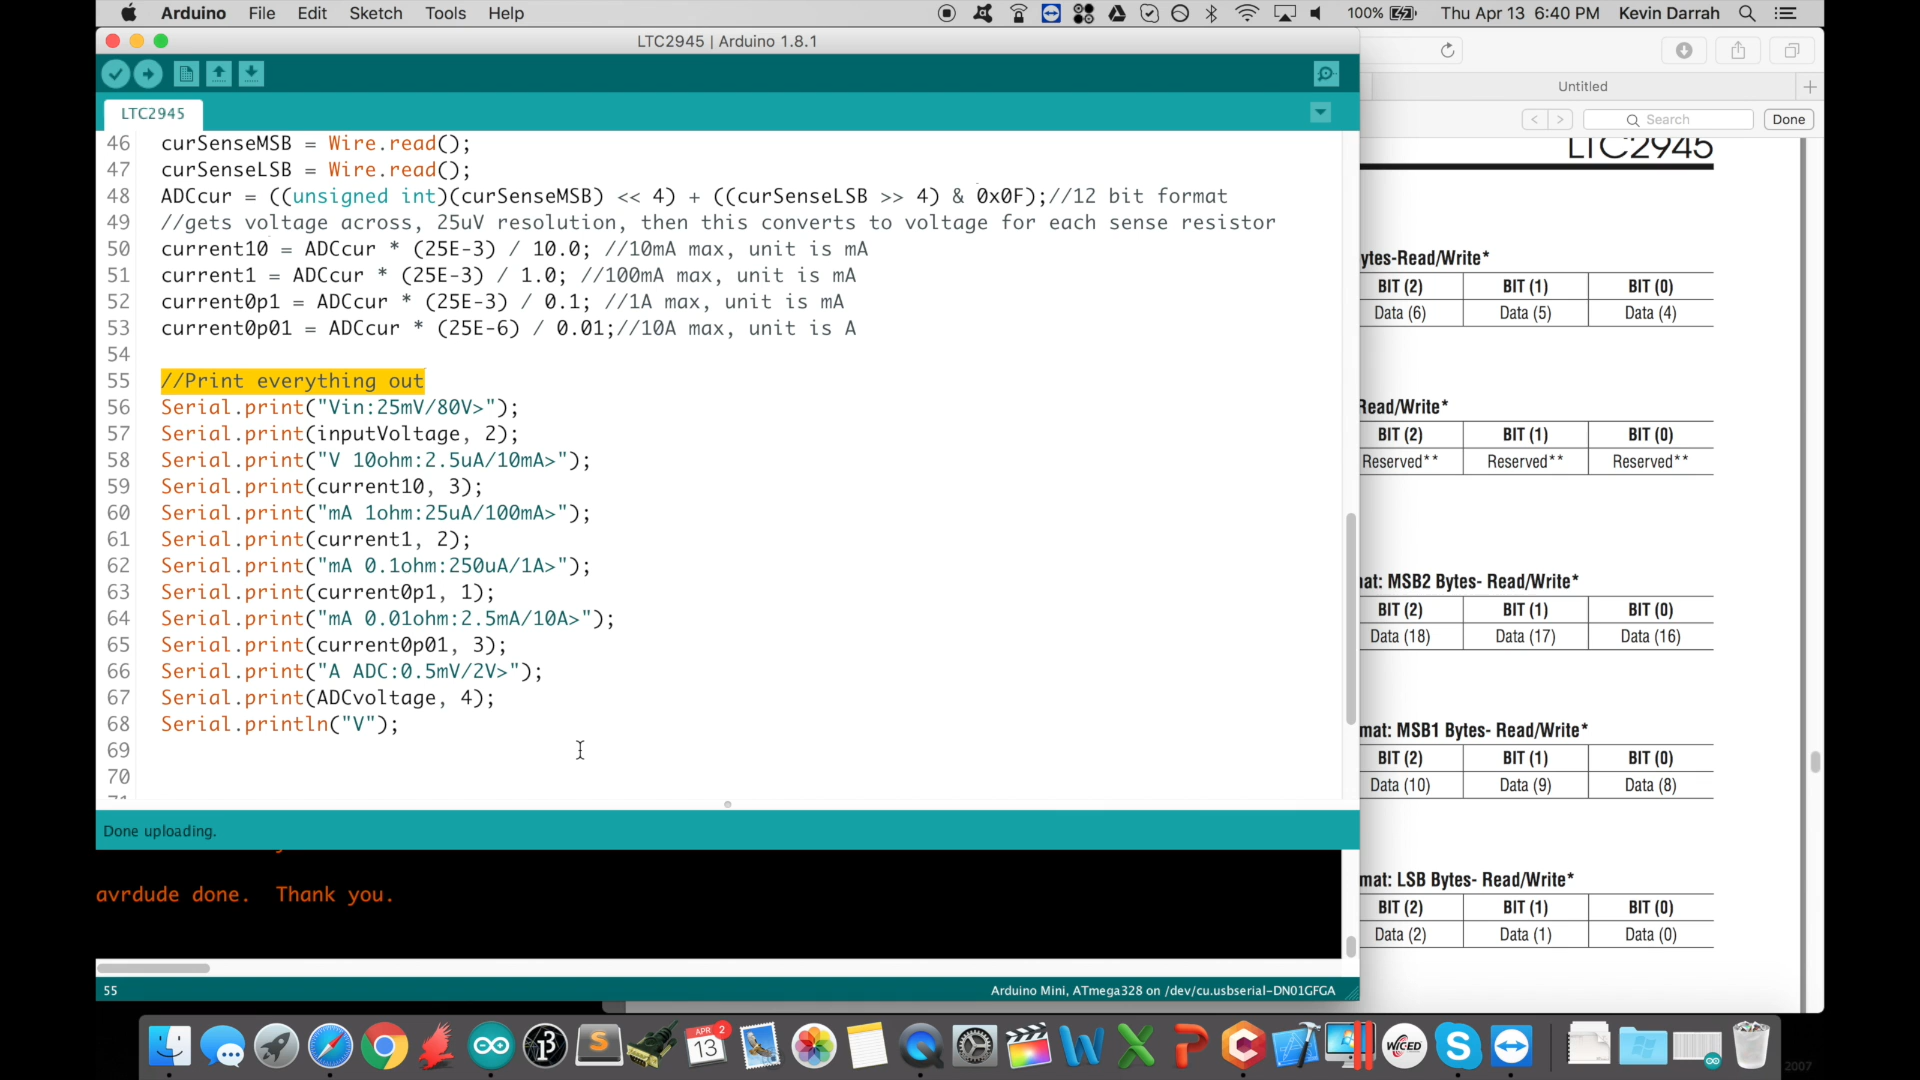 Arduino File Edit Sketch Tools Help 100% Thu Apr 13 6:40 PM Kevin Darrah
LTC2945 | Arduino 1.8.1
Untitled
LTC2945
Search
Done
LTC2945
46 curSenseMSB = Wire.read();
47 curSenseLSB = Wire.read();
48 ADCcur = ((unsigned int)(curSenseMSB) << 4) + ((curSenseLSB >> 4) & 0x0F);//12 bit format
49 //gets voltage across, 25uV resolution, then this converts to voltage for each sense resistor
50 current10 = ADCcur * (25E-3) / 10.0; //10mA max, unit is mA
51 current1 = ADCcur * (25E-3) / 1.0; //100mA max, unit is mA
52 current0p1 = ADCcur * (25E-3) / 0.1; //1A max, unit is mA
53 current0p01 = ADCcur * (25E-6) / 0.01;//10A max, unit is A
54
55 //Print everything out
56 Serial.print("Vin:25mV/80V>");
57 Serial.print(inputVoltage, 2);
58 Serial.print("V 10ohm:2.5uA/10mA>");
59 Serial.print(current10, 3);
60 Serial.print("mA 1ohm:25uA/100mA>");
61 Serial.print(current1, 2);
62 Serial.print("mA 0.1ohm:250uA/1A>");
63 Serial.print(current0p1, 1);
64 Serial.print("mA 0.01ohm:2.5mA/10A>");
65 Serial.print(current0p01, 3);
66 Serial.print("A ADC:0.5mV/2V>");
67 Serial.print(ADCvoltage, 4);
68 Serial.println("V");
69
70
71
Done uploading.
avrdude done. Thank you.
55 Arduino Mini, ATmega328 on /dev/cu.usbserial-DN01GFGA
ytes-Read/Write*
BIT (2) BIT (1) BIT (0)
Data (6) Data (5) Data (4)
Read/Write*
BIT (2) BIT (1) BIT (0)
Reserved** Reserved** Reserved**
nat: MSB2 Bytes- Read/Write*
BIT (2) BIT (1) BIT (0)
Data (18) Data (17) Data (16)
mat: MSB1 Bytes- Read/Write*
BIT (2) BIT (1) BIT (0)
Data (10) Data (9) Data (8)
mat: LSB Bytes- Read/Write*
BIT (2) BIT (1) BIT (0)
Data (2) Data (1) Data (0)
APR 2
13
WICED
2007